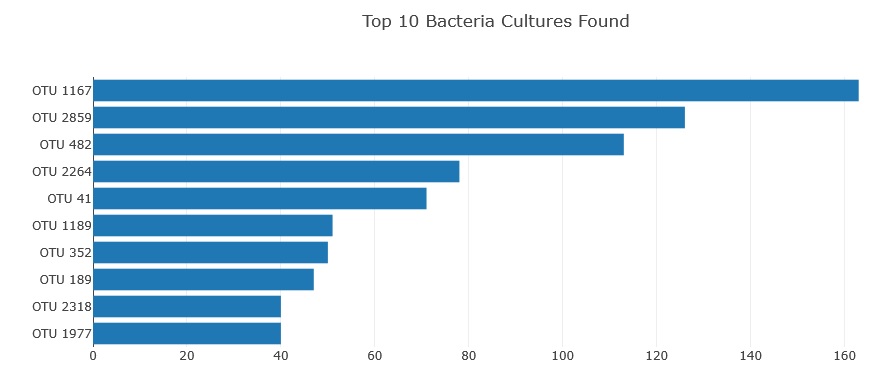 Top 10 Bacteria Cultures Found
OTU 1167
OTU 2859
OTU 482
OTU 2264
OTU 41
OTU 1189
OTU 352
OTU 189
OTU 2318
OTU 1977
0 20 40 60 80 100 120 140 160